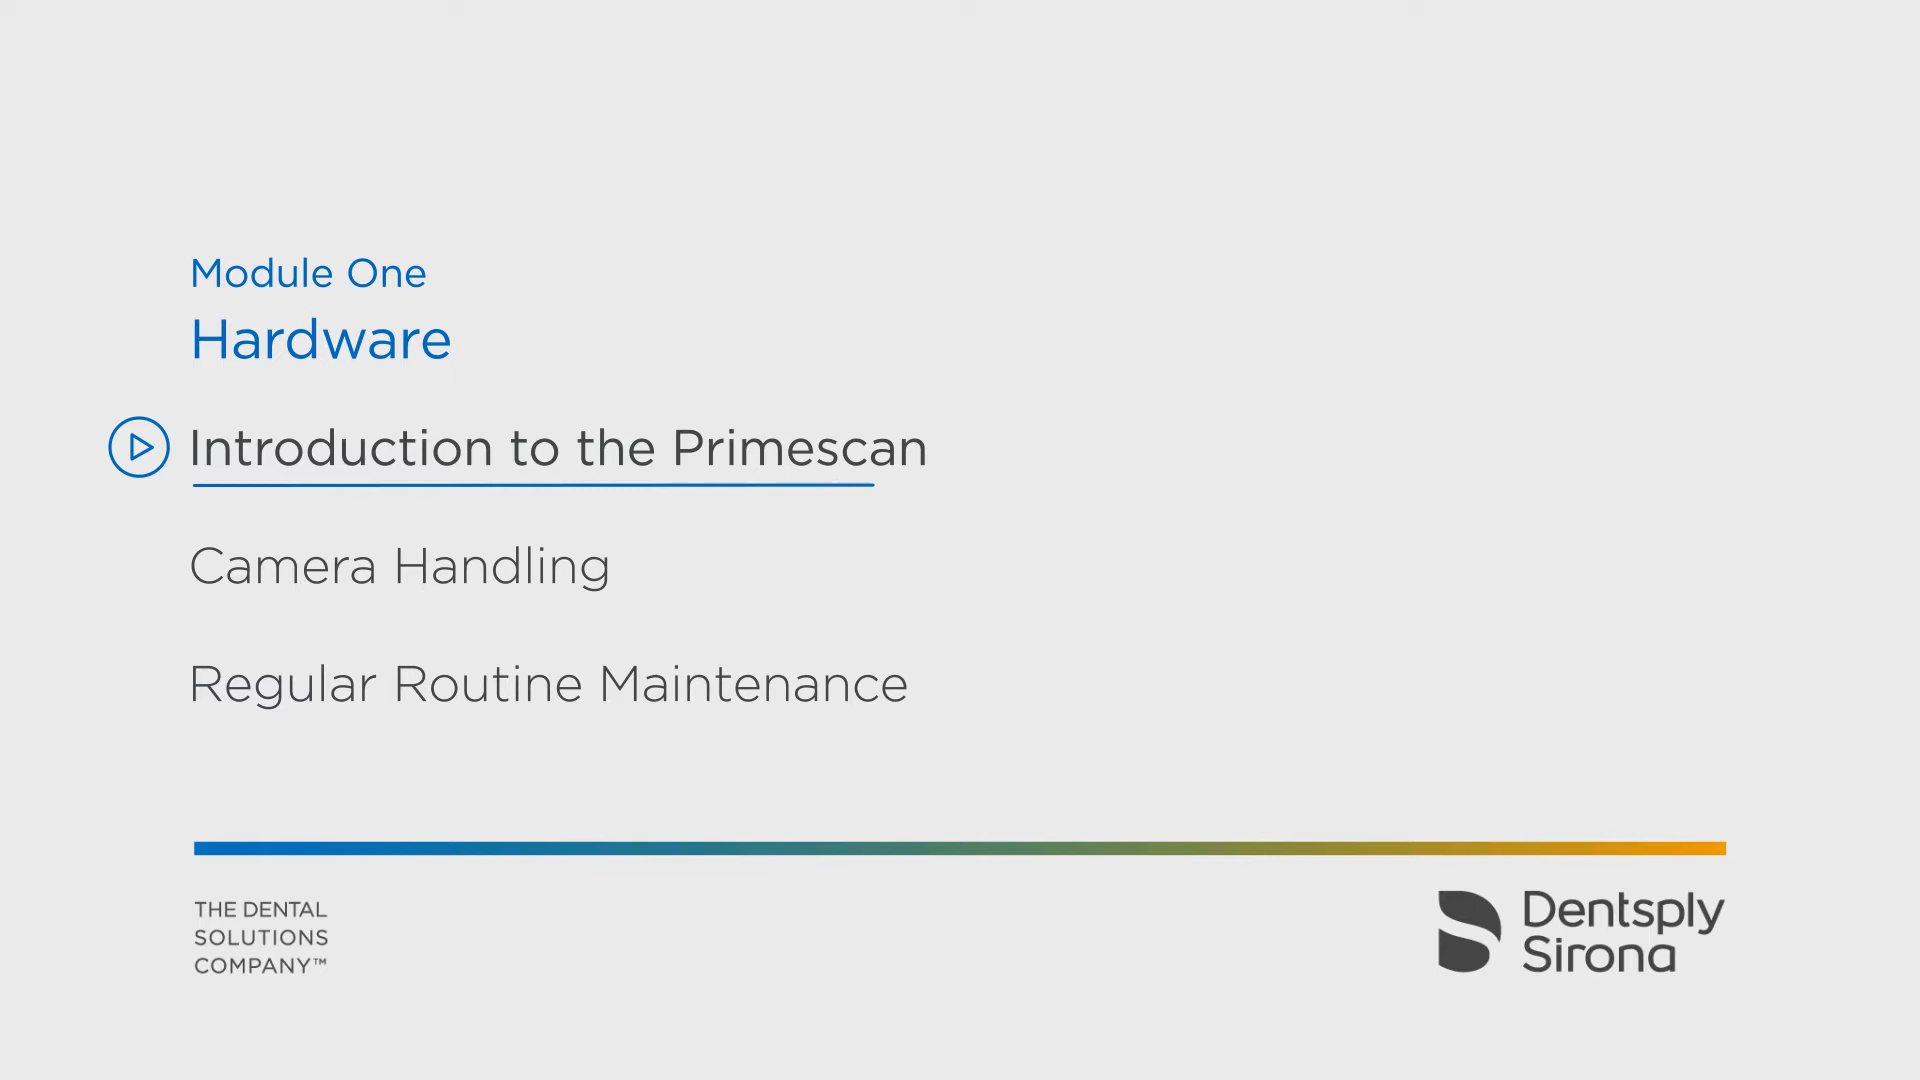 Module One
Hardware
Introduction to the Primescan
Camera Handling
Regular Routine Maintenance
THE DENTAL
SOLUTIONS
COMPANY™
Dentsply
Sirona